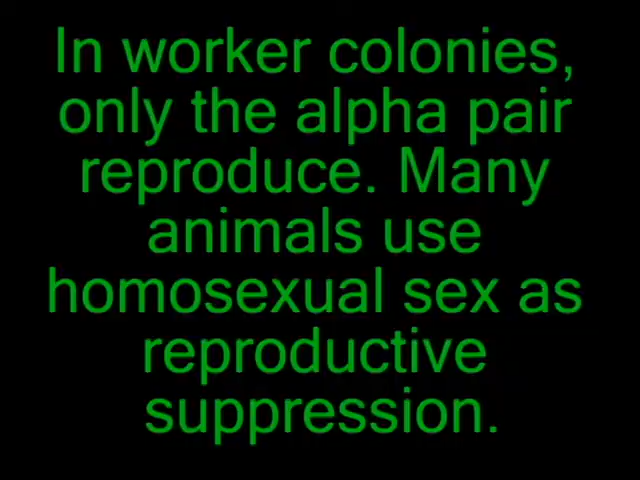 In worker colonies,
only the alpha pair
reproduce. Many
animals use
homosexual sex as
reproductive
suppression.